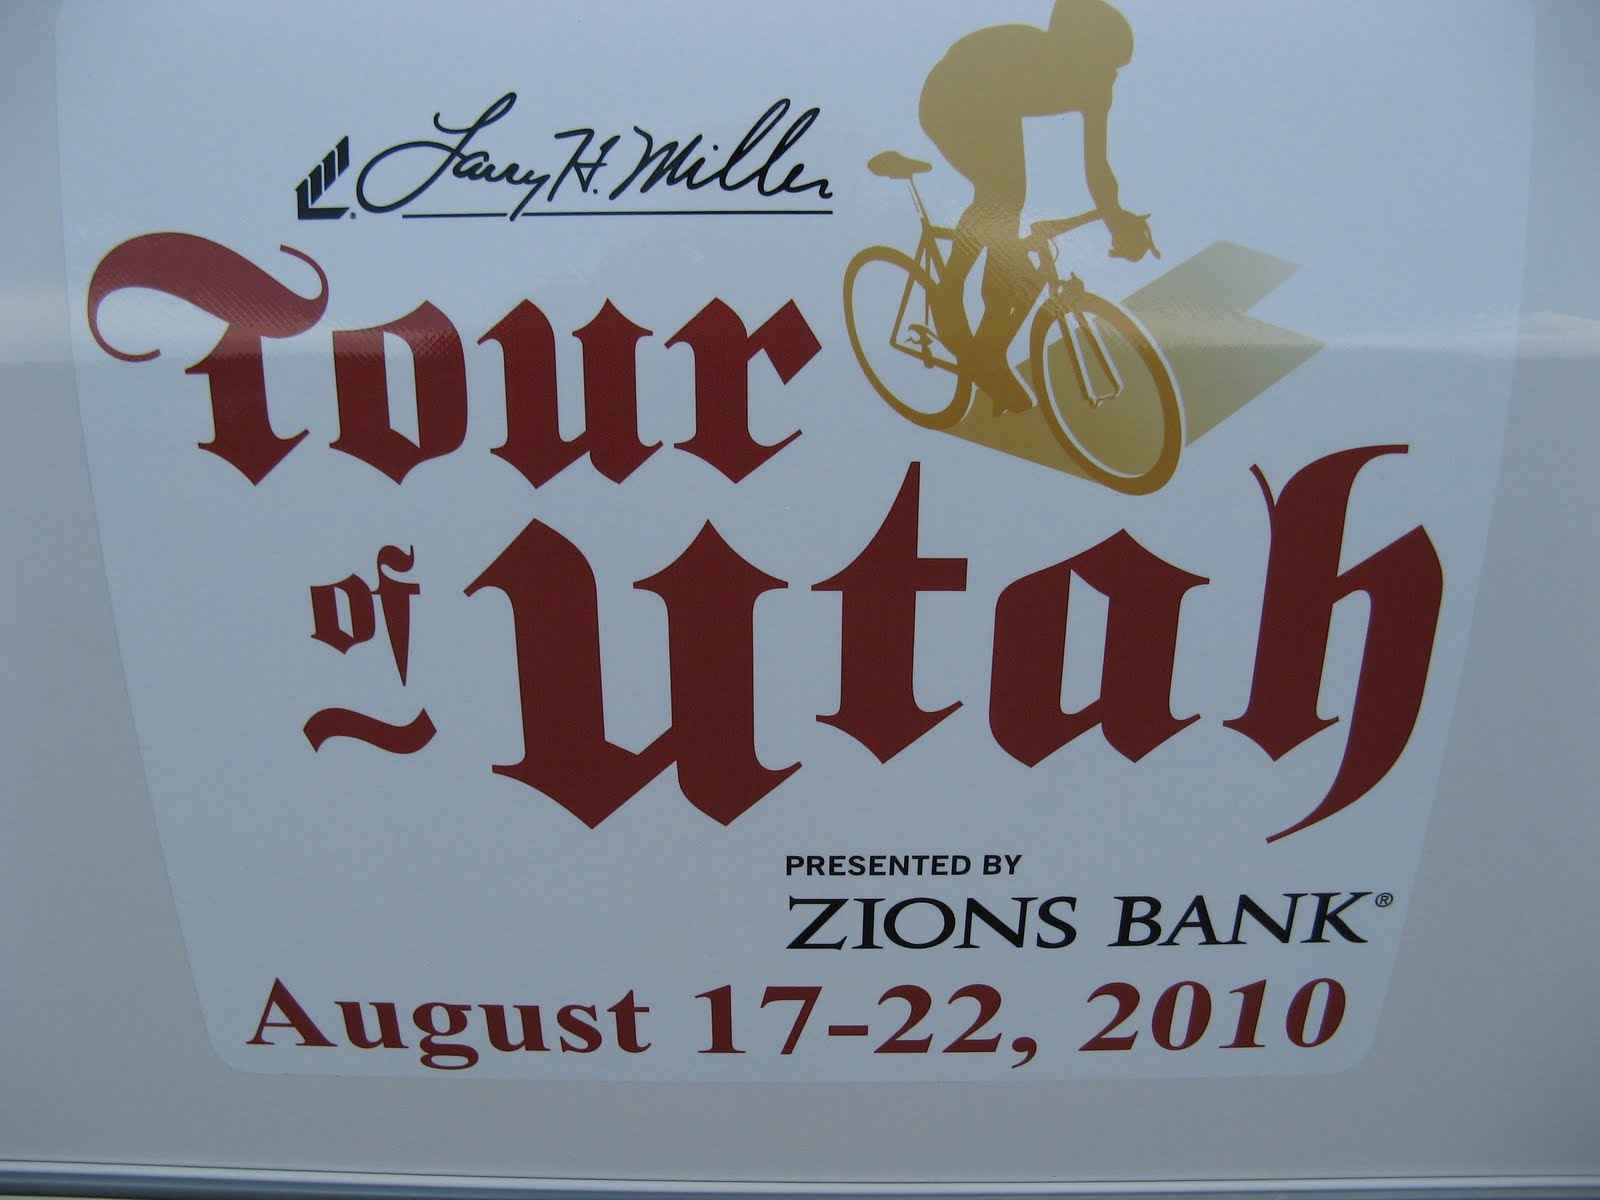 Larry H. Miller
Tour
of Utah
PRESENTED BY
ZIONS BANK®
August 17-22, 2010